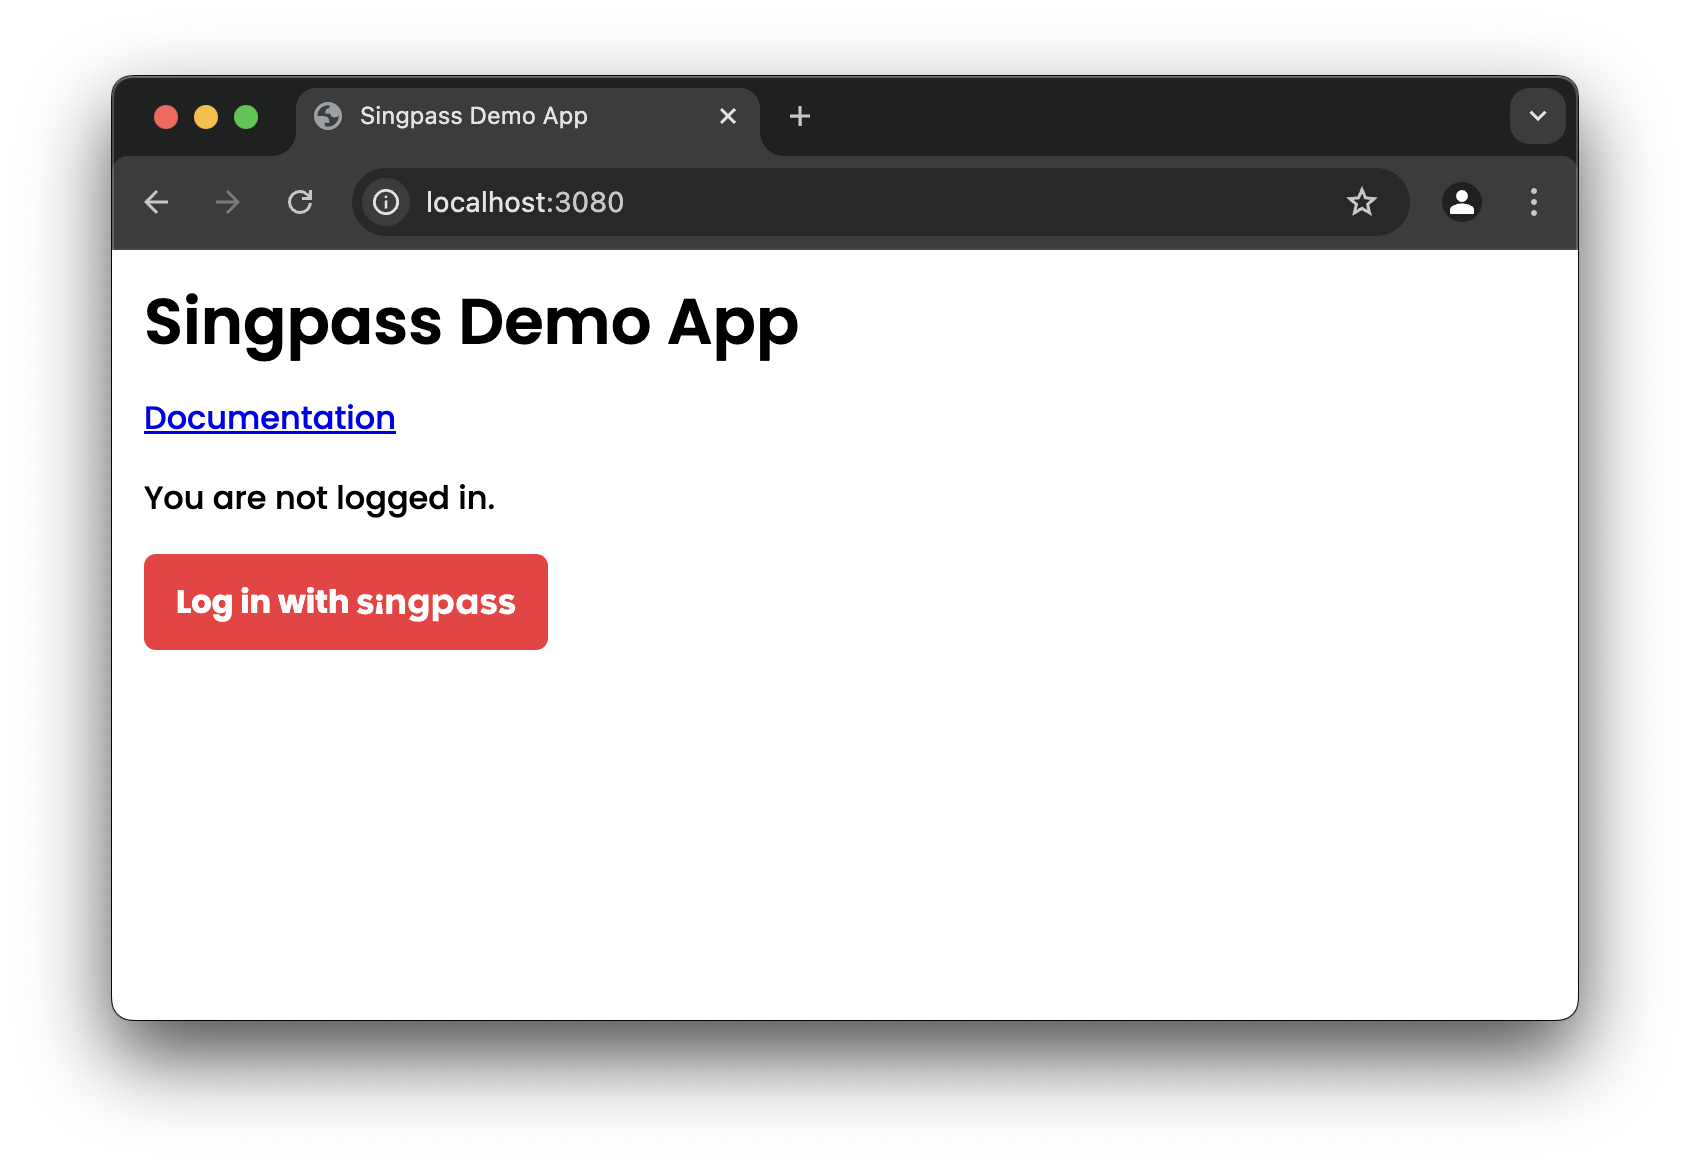 Singpass Demo App
localhost:3080
Singpass Demo App
Documentation
You are not logged in.
Log in with singpass